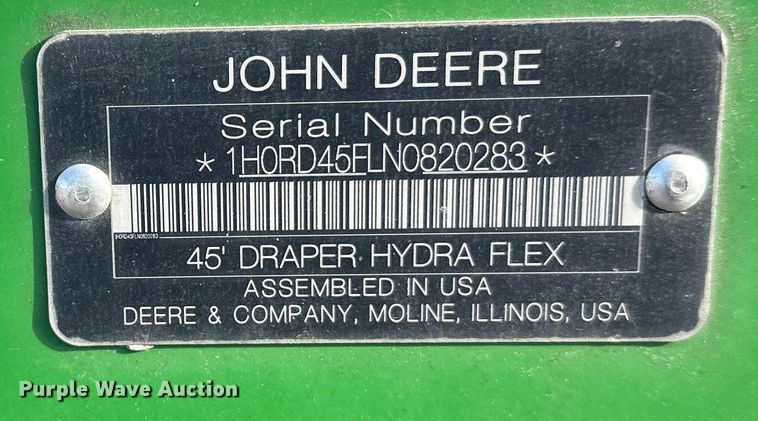 JOHN DEERE
Serial Number
*1H0RD45FLN0820283*
1H0RD45FLN0820283
45' DRAPER HYDRA FLEX
ASSEMBLED IN USA
DEERE & COMPANY, MOLINE, ILLINOIS, USA
Purple Wave Auction